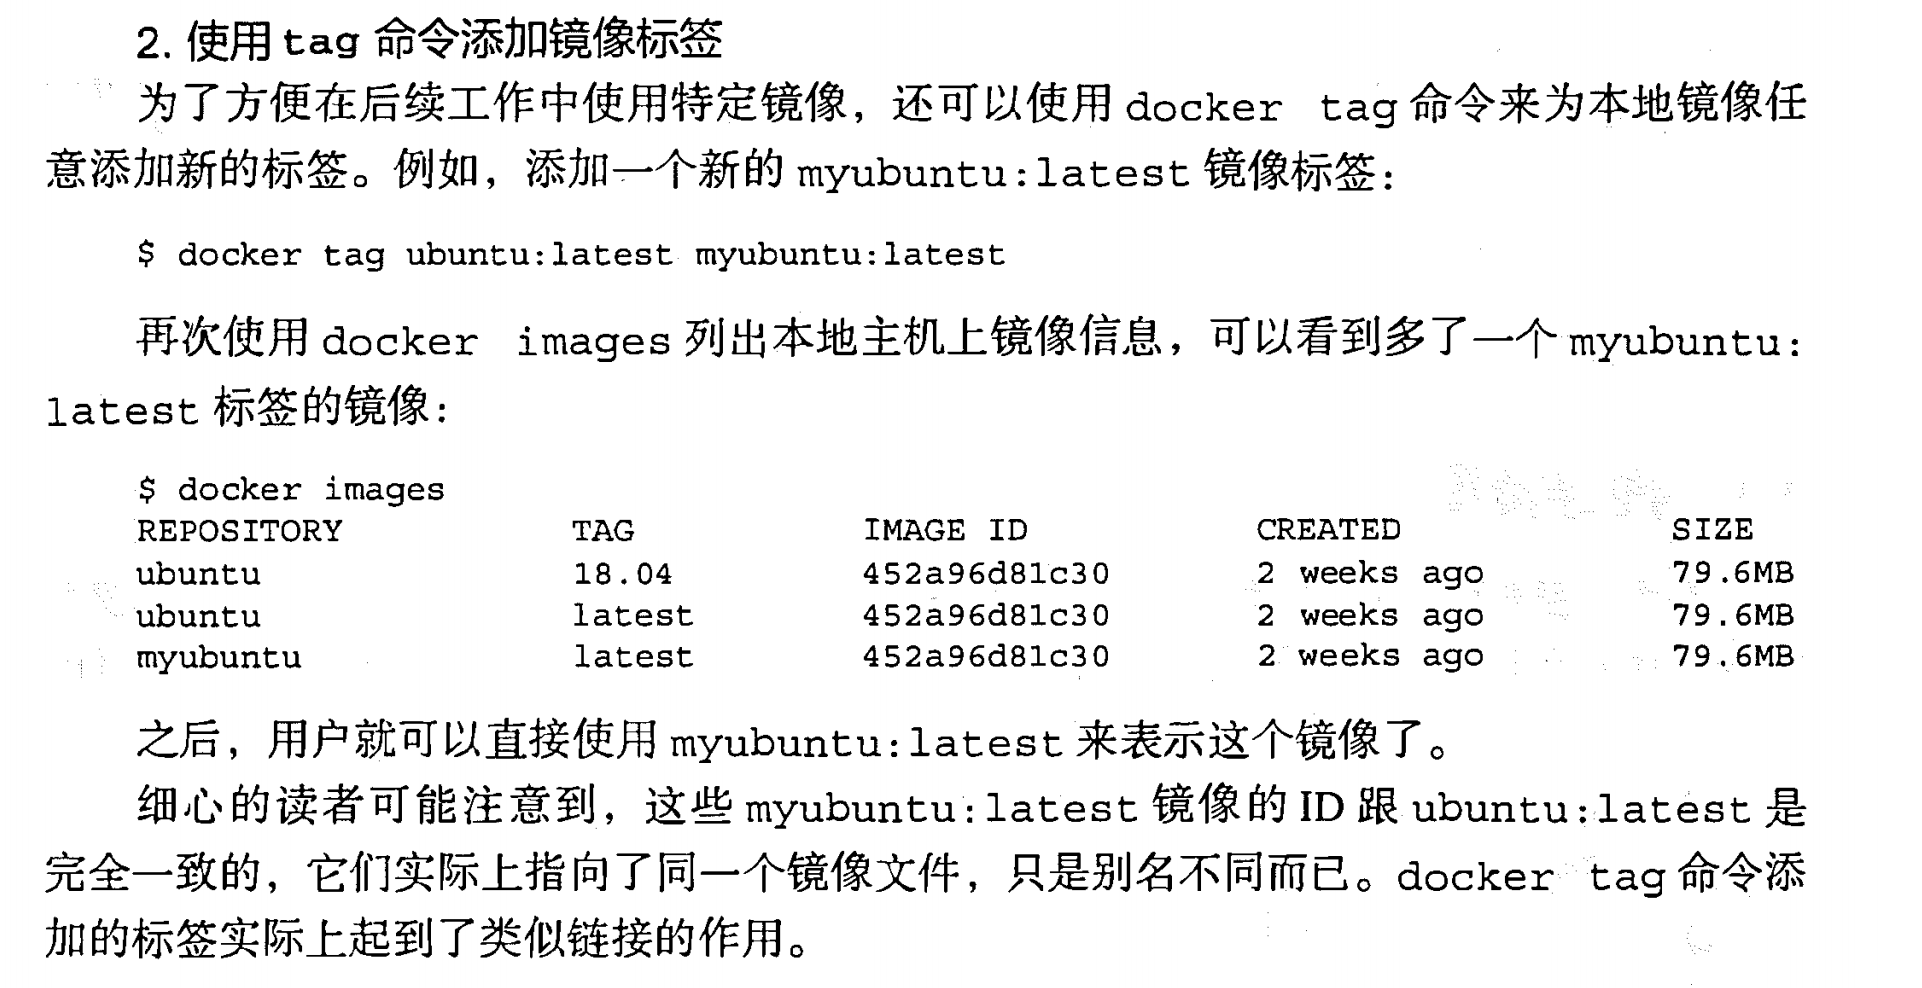 2. 使用 tag 命令添加镜像标签
为了方便在后续工作中使用特定镜像，还可以使用 docker tag 命令来为本地镜像任
意添加新的标签。例如，添加一个新的 myubuntu:latest 镜像标签：
$ docker tag ubuntu:latest myubuntu:latest
再次使用 docker images 列出本地主机上镜像信息，可以看到多了一个 myubuntu:
latest 标签的镜像：
$ docker images
REPOSITORY TAG IMAGE ID CREATED SIZE
ubuntu 18.04 452a96d81c30 2 weeks ago 79.6MB
ubuntu latest 452a96d81c30 2 weeks ago 79.6MB
myubuntu latest 452a96d81c30 2 weeks ago 79.6MB
之后，用户就可以直接使用 myubuntu:latest 来表示这个镜像了。
细心的读者可能注意到，这些 myubuntu:latest 镜像的 ID 跟 ubuntu:latest 是
完全一致的，它们实际上指向了同一个镜像文件，只是别名不同而已。docker tag 命令添
加的标签实际上起到了类似链接的作用。